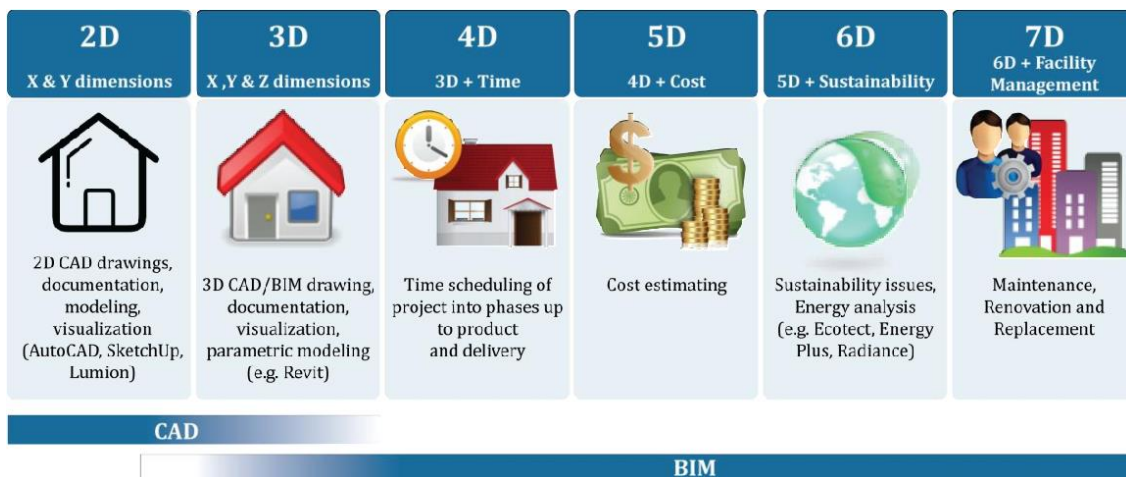 2D
X & Y dimensions
2D CAD drawings,
documentation,
modeling,
visualization
(AutoCAD, SketchUp,
Lumion)
3D
X ,Y & Z dimensions
3D CAD/BIM drawing,
documentation,
visualization,
parametric modeling
(e.g. Revit)
4D
3D + Time
Time scheduling of
project into phases up
to product
and delivery
5D
4D + Cost
$
Cost estimating
6D
5D + Sustainability
Sustainability issues,
Energy analysis
(e.g. Ecotect, Energy
Plus, Radiance)
7D
6D + Facility
Management
Maintenance,
Renovation and
Replacement
CAD
BIM